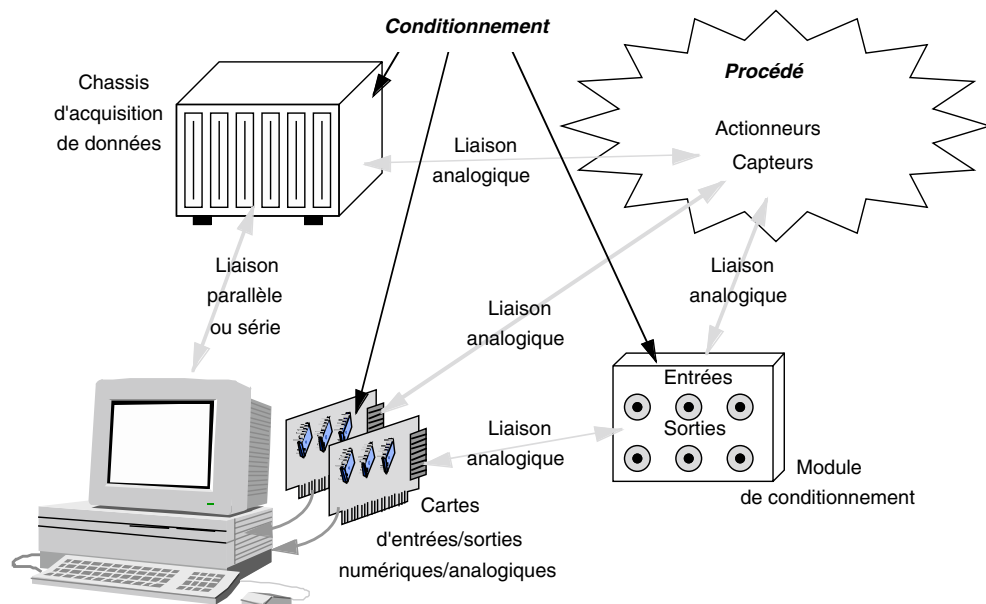 Conditionnement
Chassis
d'acquisition
de données
Procédé
Actionneurs
Capteurs
Liaison
analogique
Liaison
parallèle
ou série
Liaison
analogique
Liaison
analogique
Entrées
Sorties
Liaison
analogique
Module
de conditionnement
Cartes
d'entrées/sorties
numériques/analogiques